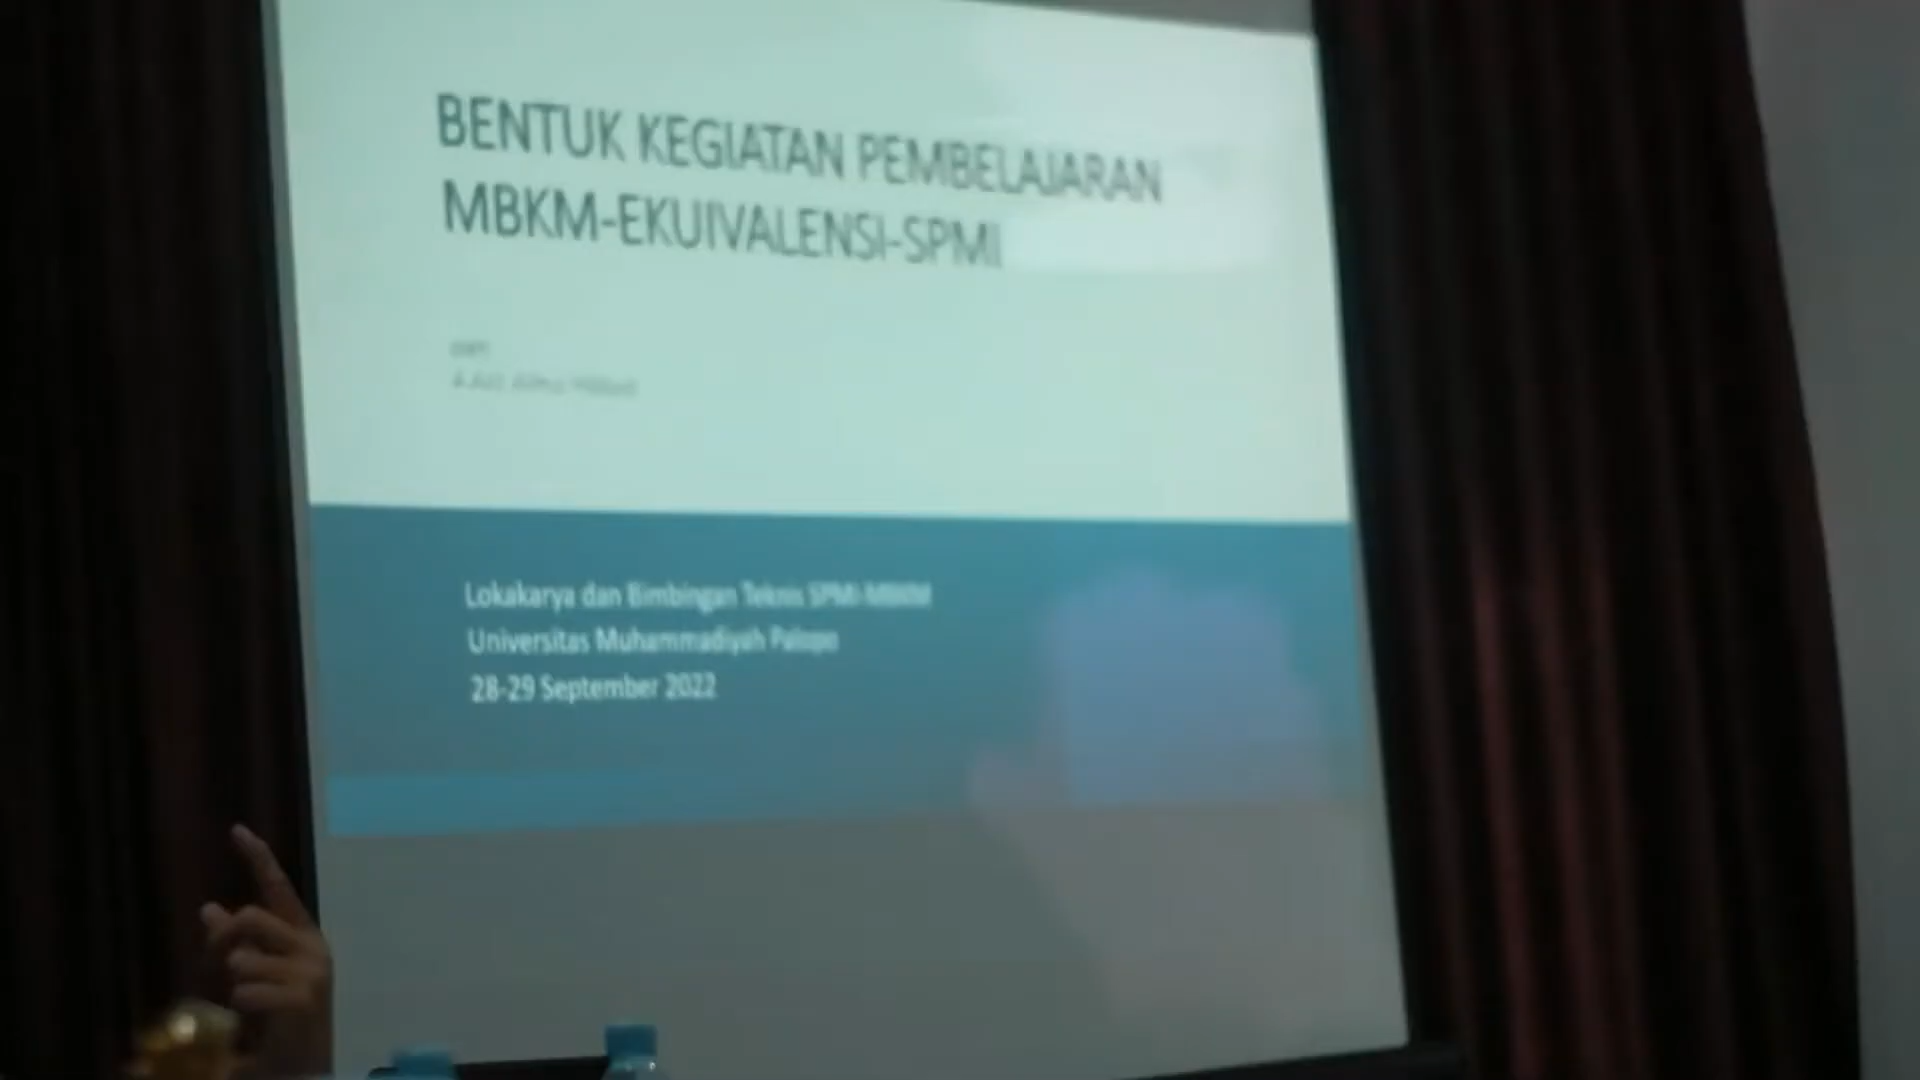 BENTUK KEGIATAN PEMBELAJARAN
MBKM-EKUIVALENSI-SPMI
Lokakarya dan Bimbingan Teknis SPMI-MBKM
Universitas Muhammadiyah Palopo
28-29 September 2022